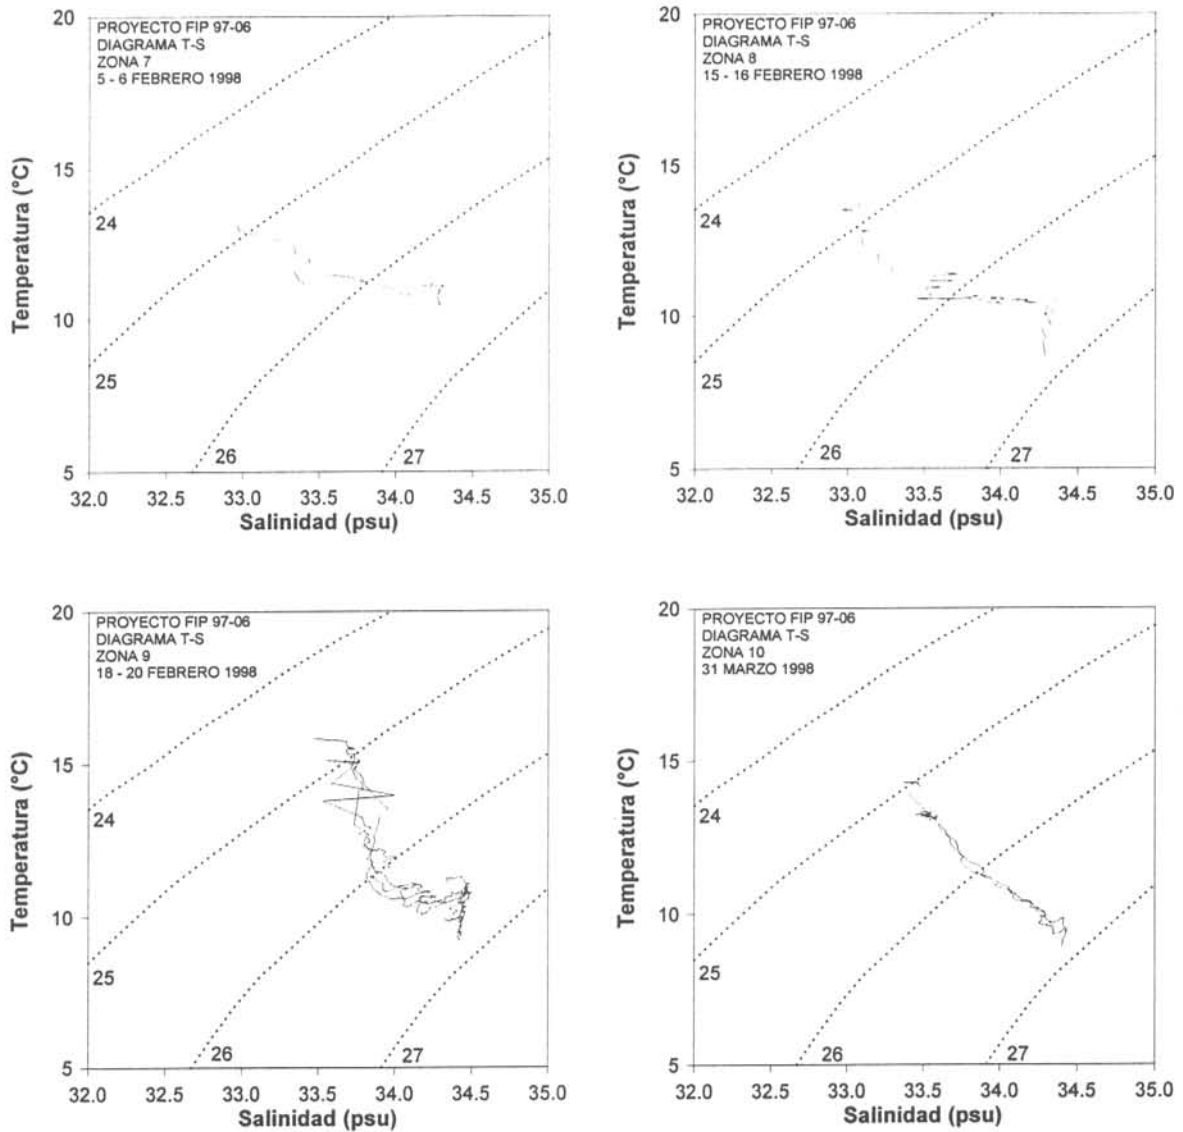 PROYECTO FIP 97-06
DIAGRAMA T-S
ZONA 7
5 - 6 FEBRERO 1998
20
15
10
5
Temperatura (°C)
24
25
26
27
32.0 32.5 33.0 33.5 34.0 34.5 35.0
Salinidad (psu)
PROYECTO FIP 97-06
DIAGRAMA T-S
ZONA 8
15 - 16 FEBRERO 1998
20
15
10
5
Temperatura (°C)
24
25
26
27
32.0 32.5 33.0 33.5 34.0 34.5 35.0
Salinidad (psu)
PROYECTO FIP 97-06
DIAGRAMA T-S
ZONA 9
18 - 20 FEBRERO 1998
20
15
10
5
Temperatura (°C)
24
25
26
27
32.0 32.5 33.0 33.5 34.0 34.5 35.0
Salinidad (psu)
PROYECTO FIP 97-06
DIAGRAMA T-S
ZONA 10
31 MARZO 1998
20
15
10
5
Temperatura (°C)
24
25
26
27
32.0 32.5 33.0 33.5 34.0 34.5 35.0
Salinidad (psu)